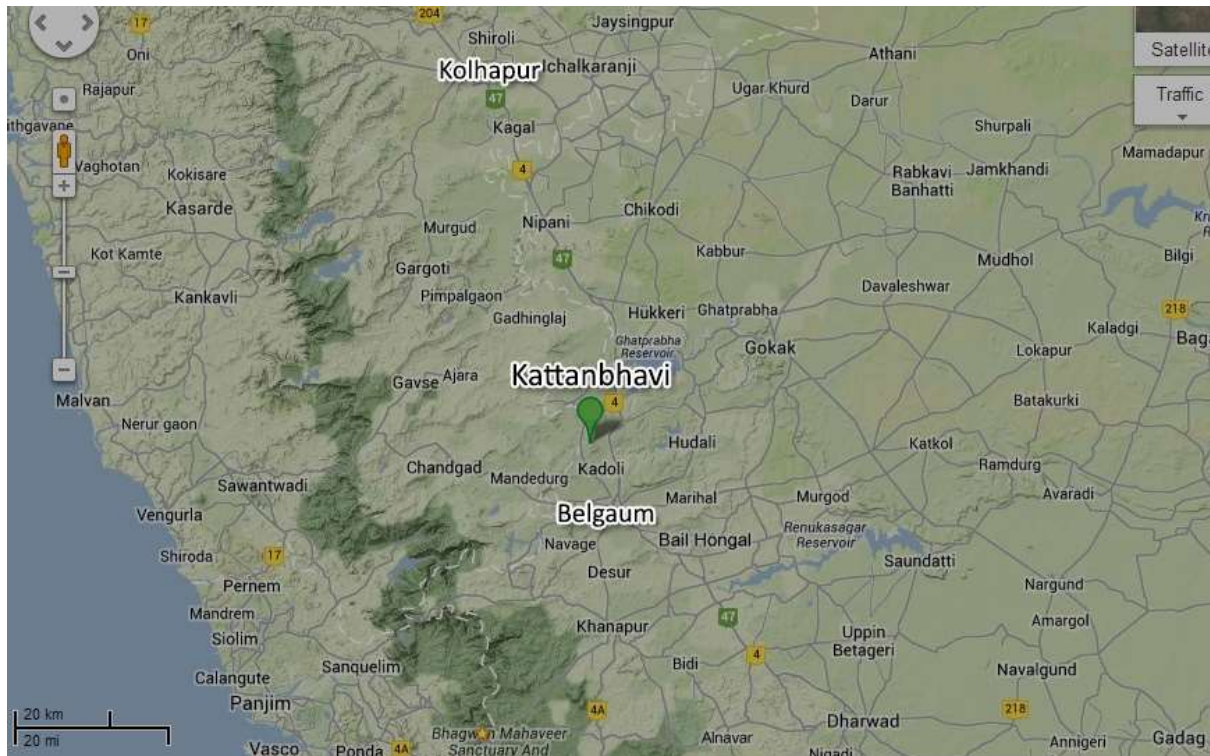 204
Jaysingpur
17
Shiroli
Oni
Athani
Satellite
Kolhapur
Ichalkaranji
Rajapur
Ugar Khurd
47
Darur
Traffic
Kagal
Shurpali
Mamadapur
Vaghotan
Kokisare
4
Rabkavi
Banhatti
Jamkhandi
Kasarde
Chikodi
Nipani
Murgud
Kot Kamte
Kabbur
Mudhol
Bilgi
47
Gargoti
Kankavli
Pimpalgaon
Davaleshwar
218
Gadhinglaj
Hukkeri
Ghatprabha
Kaladgi
Ghatprabha
Reservoir
Gokak
Lokapur
Kattanbhavi
Gavse
Ajara
4
Malvan
Batakurki
Nerur gaon
Hudali
Katkol
Chandgad
Mandedurg
Kadoli
Ramdurg
Sawantwadi
Marihal
Murgod
Avaradi
Vengurla
Belgaum
Renukasagar
Reservoir
Navage
Bail Hongal
Shiroda
17
Saundatti
Desur
Pernem
Nargund
Mandrem
47
Khanapur
Amargol
Siolim
Uppin
Betageri
4
Sanquelim
Bidi
Calangute
Navalgund
Panjim
4A
218
20 km
20 mi
Dharwad
Bhagwan Mahaveer
Sanctuary And
Alnavar
Annigeri
Gadag
Vasco
Ponda
4A
Nigadi